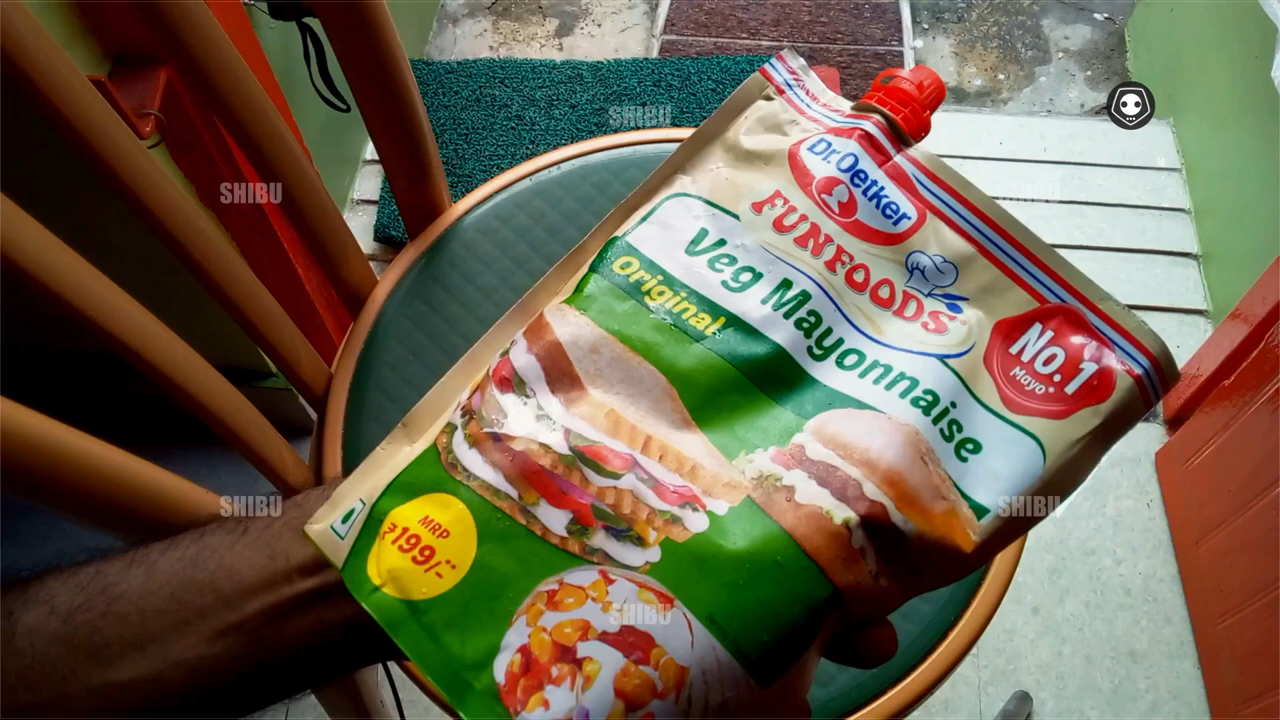 SHIBU
SHIBU
SHIBU
Dr.Oetker
FUNFOODS®
Veg Mayonnaise
Original
No.1
Mayo*
MRP
₹199/-**
SHIBU
SHIBU
SHIBU